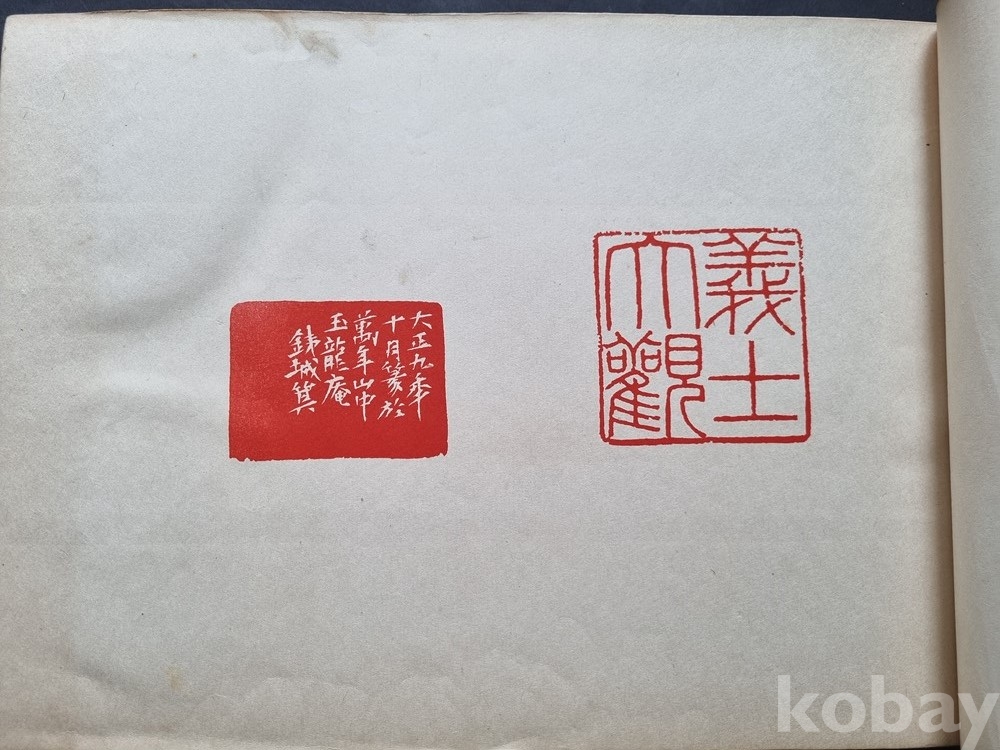 義士
大觀
大正九秊
十月篆於
萬年山中
玉龍庵
銕城箕
kobay